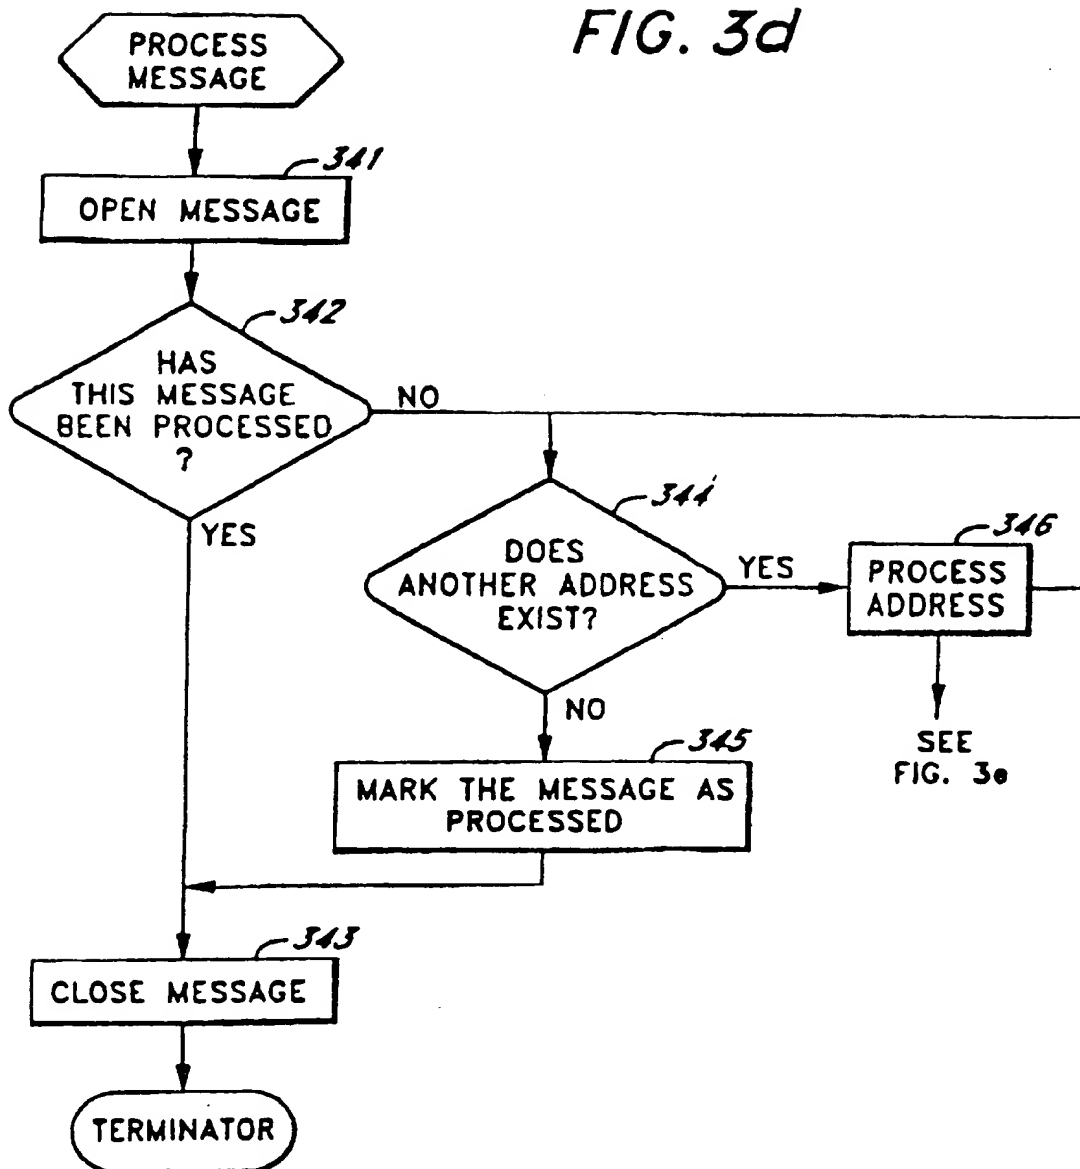 FIG. 3d
PROCESS
MESSAGE
341
OPEN MESSAGE
342
HAS
THIS MESSAGE
BEEN PROCESSED
?
NO
YES
344
DOES
ANOTHER ADDRESS
EXIST?
YES
346
PROCESS
ADDRESS
NO
SEE
FIG. 3e
345
MARK THE MESSAGE AS
PROCESSED
343
CLOSE MESSAGE
TERMINATOR